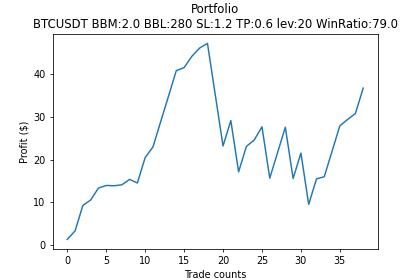 Portfolio
BTCUSDT BBM:2.0 BBL:280 SL:1.2 TP:0.6 lev:20 WinRatio:79.0
40
30
20
10
0
Profit ($)
0 5 10 15 20 25 30 35
Trade counts